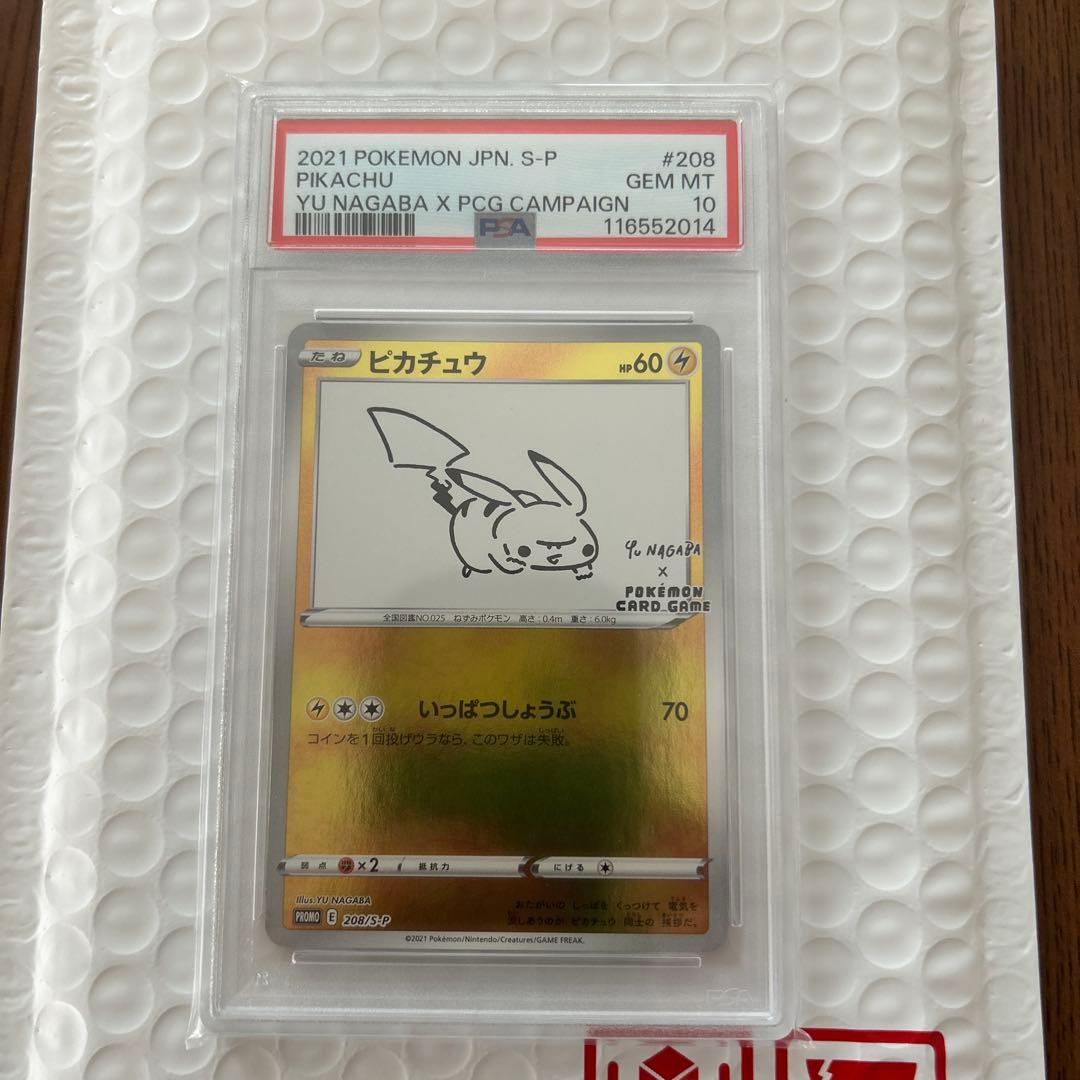 2021 POKEMON JPN. S-P #208
PIKACHU GEM MT
YU NAGABA X PCG CAMPAIGN 10
PSA 116552014
たね ピカチュウ HP60
YU NAGABA
X
POKÉMON
CARD GAME
全国図鑑NO.025 ねずみポケモン 高さ:0.4m 重さ:6.0kg
いっぱつしょうぶ 70
コインを1回投げウラなら、このワザは失敗。
弱点 ×2 抵抗力 にげる
Illus.YU NAGABA
おたがいの しっぽを くっつけて 電気を
PROMO E 208/S-P
流しあうのが ピカチュウ 同士の 挨拶だ。
©2021 Pokémon/Nintendo/Creatures/GAME FREAK.
PSA